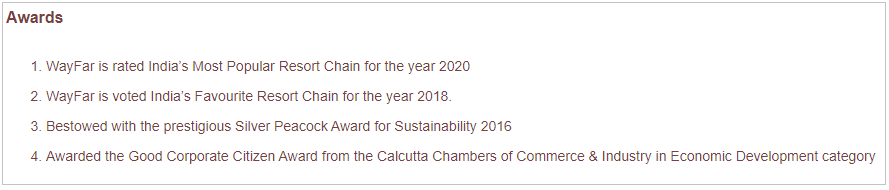 Awards
1. WayFar is rated India's Most Popular Resort Chain for the year 2020
2. WayFar is voted India's Favourite Resort Chain for the year 2018.
3. Bestowed with the prestigious Silver Peacock Award for Sustainability 2016
4. Awarded the Good Corporate Citizen Award from the Calcutta Chambers of Commerce & Industry in Economic Development category